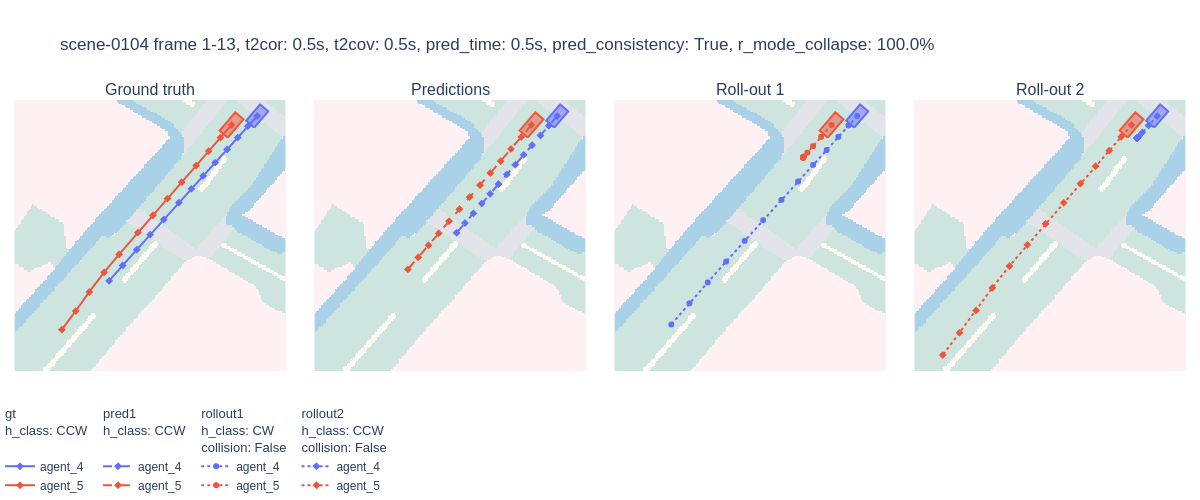 scene-0104 frame 1-13, t2cor: 0.5s, t2cov: 0.5s, pred_time: 0.5s, pred_consistency: True, r_mode_collapse: 100.0%
Ground truth
Predictions
Roll-out 1
Roll-out 2
gt
h_class: CCW
agent_4
agent_5
pred1
h_class: CCW
agent_4
agent_5
rollout1
h_class: CW
collision: False
agent_4
agent_5
rollout2
h_class: CCW
collision: False
agent_4
agent_5